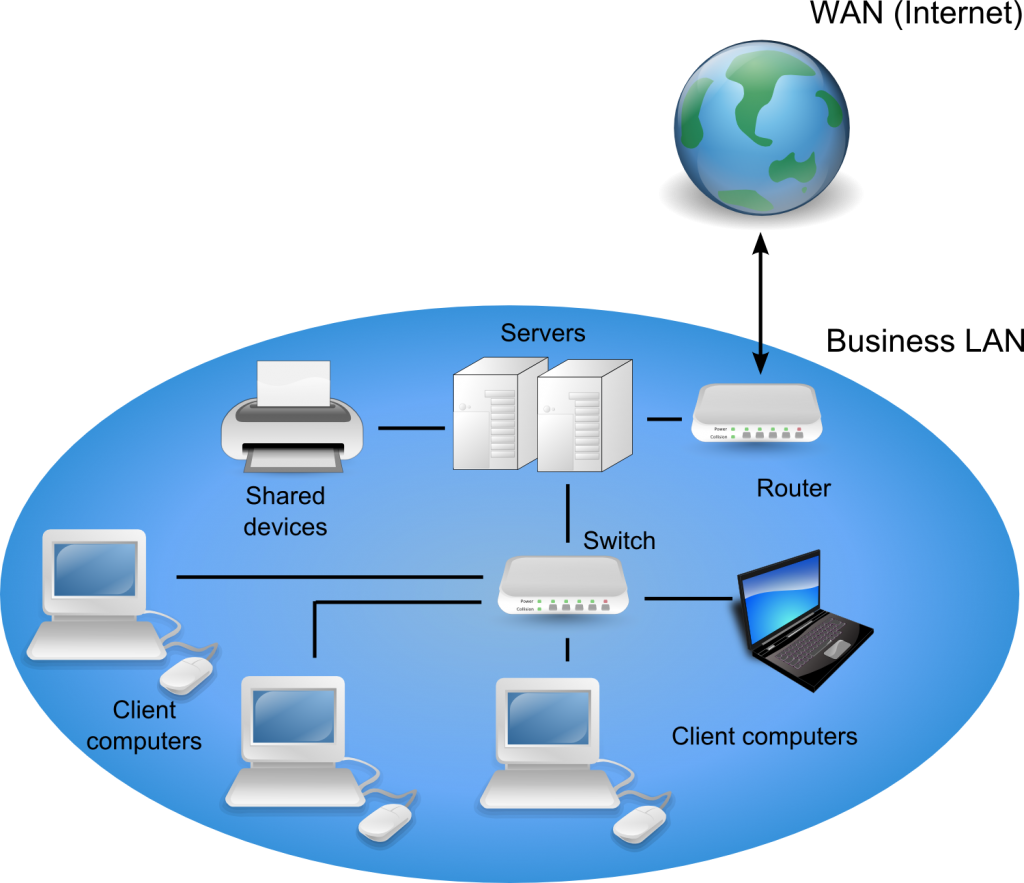 WAN (Internet)
Business LAN
Servers
Power
Collision
Router
Shared
devices
Switch
Power
Collision
Client
computers
Client computers